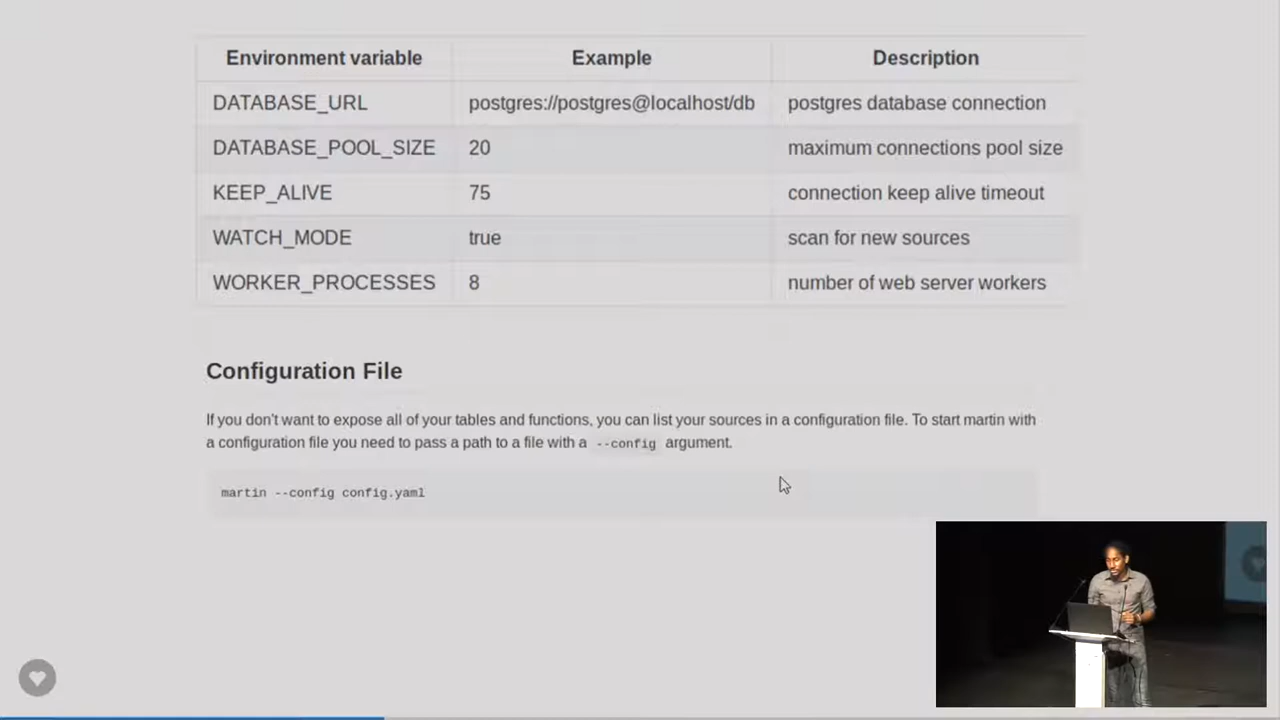 Environment variable Example Description
DATABASE_URL postgres://postgres@localhost/db postgres database connection
DATABASE_POOL_SIZE 20 maximum connections pool size
KEEP_ALIVE 75 connection keep alive timeout
WATCH_MODE true scan for new sources
WORKER_PROCESSES 8 number of web server workers
Configuration File
If you don't want to expose all of your tables and functions, you can list your sources in a configuration file. To start martin with
a configuration file you need to pass a path to a file with a --config argument.
martin --config config.yaml